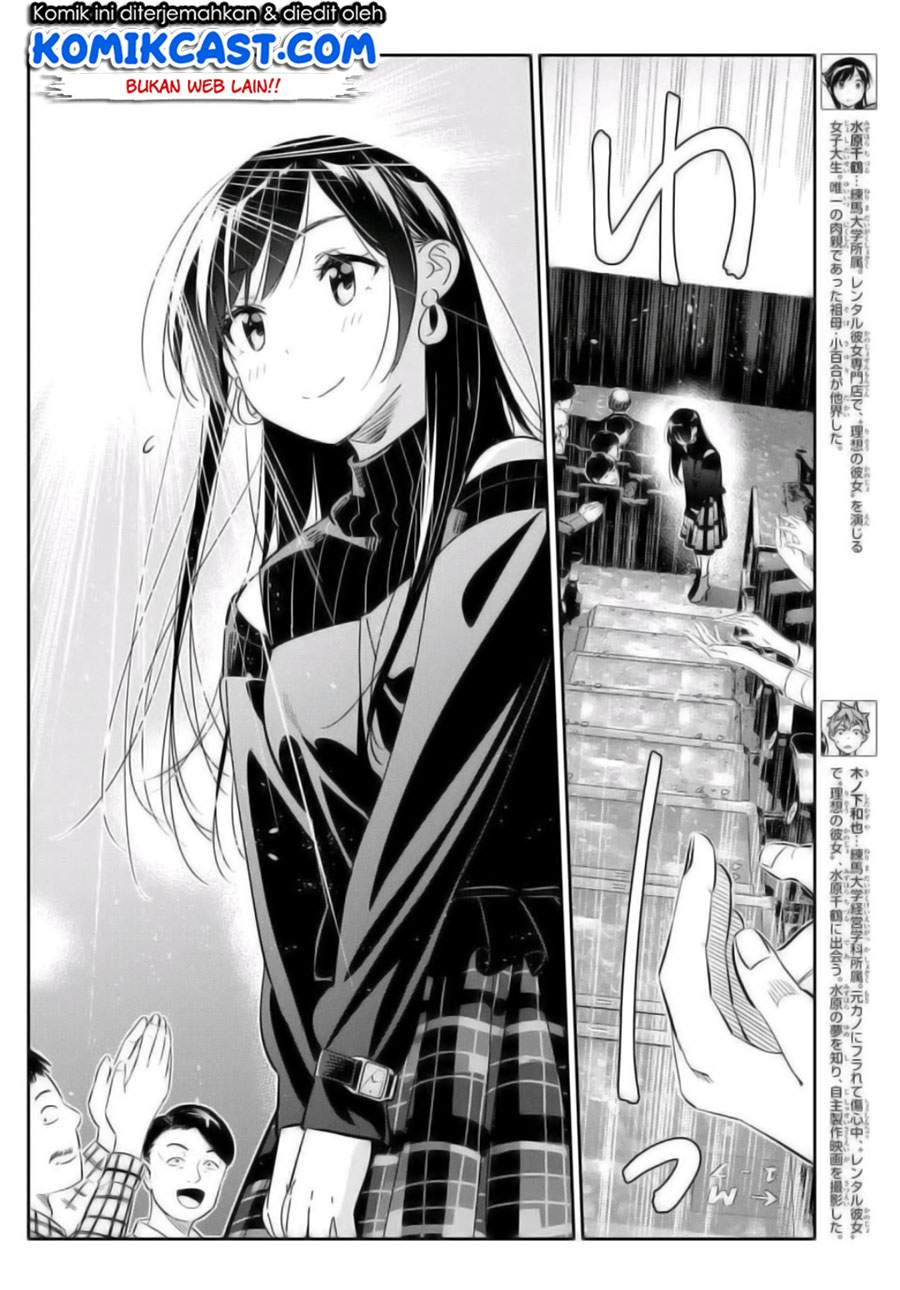 Komik ini diterjemahkan & diedit oleh
KOMIKCAST.COM
BUKAN WEB LAIN!!
水原千鶴…練馬大学所属。レンタル彼女専門店で、“理想の彼女”を演じる
女子大生。唯一の肉親であった祖母・小百合が他界した。
わーっ
木ノ下和也…練馬大学経営学科所属。元カノにフラれて傷心中、“レンタル彼女”
で“理想の彼女”、水原千鶴に出会う。水原の夢を知り、自主製作映画を撮影した。